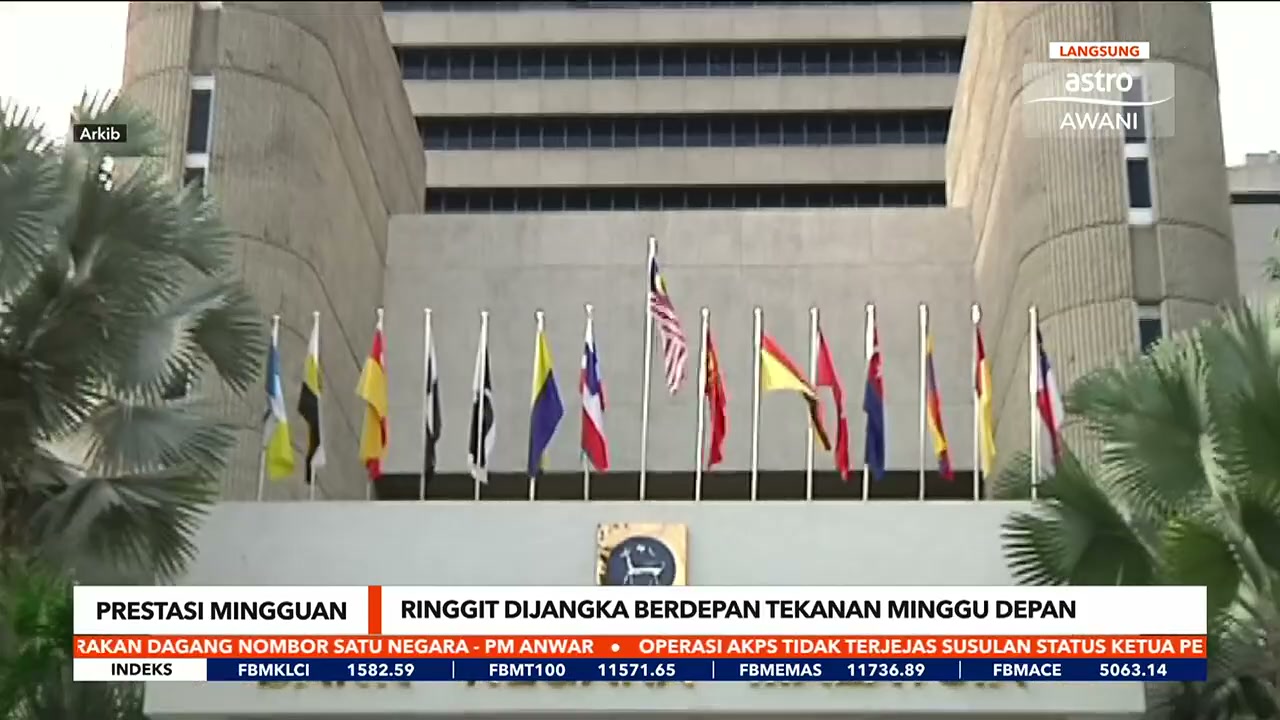 LANGSUNG
astro
AWANI
Arkib
PRESTASI MINGGUAN
RINGGIT DIJANGKA BERDEPAN TEKANAN MINGGU DEPAN
RAKAN DAGANG NOMBOR SATU NEGARA - PM ANWAR • OPERASI AKPS TIDAK TERJEJAS SUSULAN STATUS KETUA PE
INDEKS FBMKLCI 1582.59 FBMT100 11571.65 FBMEMAS 11736.89 FBMACE 5063.14